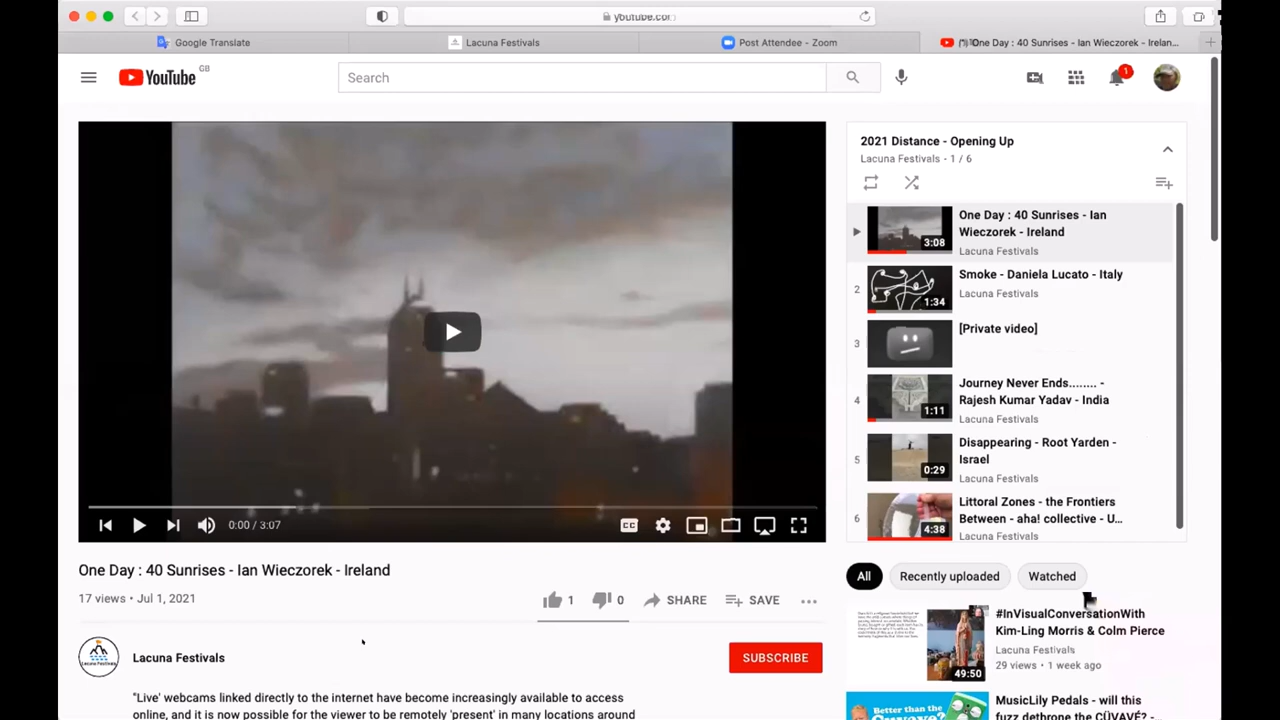 youtube.com
Google Translate
Lacuna Festivals
Post Attendee - Zoom
One Day : 40 Sunrises - Ian Wieczorek - Irelan...
YouTube GB
Search
1
2021 Distance - Opening Up
Lacuna Festivals - 1 / 6
One Day : 40 Sunrises - Ian
Wieczorek - Ireland
3:08
Lacuna Festivals
2
Smoke - Daniela Lucato - Italy
Lacuna Festivals
1:34
3
[Private video]
4
Journey Never Ends........ -
Rajesh Kumar Yadav - India
1:11
Lacuna Festivals
5
Disappearing - Root Yarden -
Israel
0:29
Lacuna Festivals
6
Littoral Zones - the Frontiers
Between - aha! collective - U...
4:38
Lacuna Festivals
0:00 / 3:07
CC
One Day : 40 Sunrises - Ian Wieczorek - Ireland
17 views • Jul 1, 2021
1
0
SHARE
SAVE
Lacuna Festivals
SUBSCRIBE
"Live' webcams linked directly to the internet have become increasingly available to access
online, and it is now possible for the viewer to be remotely 'present' in many locations around
All
Recently uploaded
Watched
#InVisualConversationWith
Kim-Ling Morris & Colm Pierce
Lacuna Festivals
29 views • 1 week ago
49:50
Better than the
MusicLily Pedals - will this
fuzz dethrone the